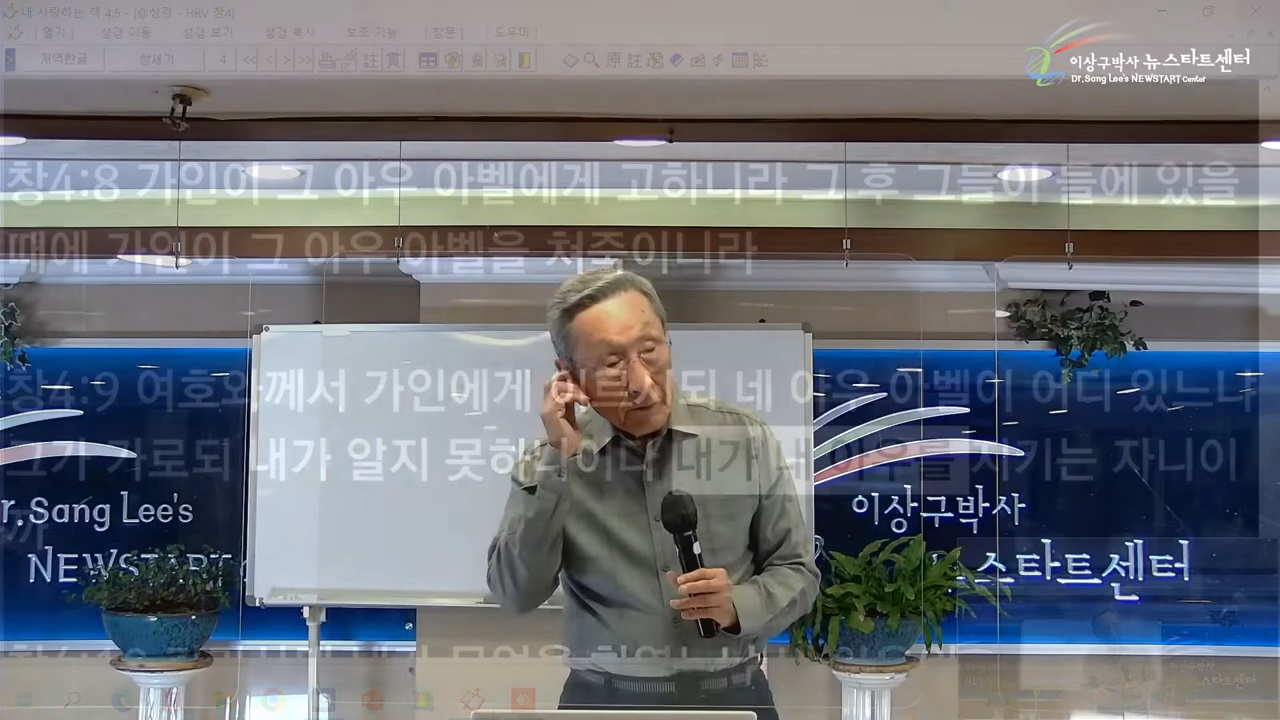 내 사랑하는 책 4.5 - [@성경 - HRV 창4]
[ 열기 ] 성경 이동 성경 보기 성경 복사 보조 기능 [ 창문 ] [ 도우미 ]
개역한글 창세기 4 << < > >>
이상구박사 뉴스타트센터
Dr.Sang Lee's NEWSTART Center
창4:8 가인이 그 아우 아벨에게 고하니라 그 후 그들이 들에 있을
때에 가인이 그 아우 아벨을 쳐죽이니라
창4:9 여호와께서 가인에게 되 네 아우 아벨이 어디 있느냐
그가 가로되 내가 알지 못하나이다 내가 내 아우를 지키는 자니이
까
r.Sang Lee's
NEWSTART
이상구박사
뉴스타트센터